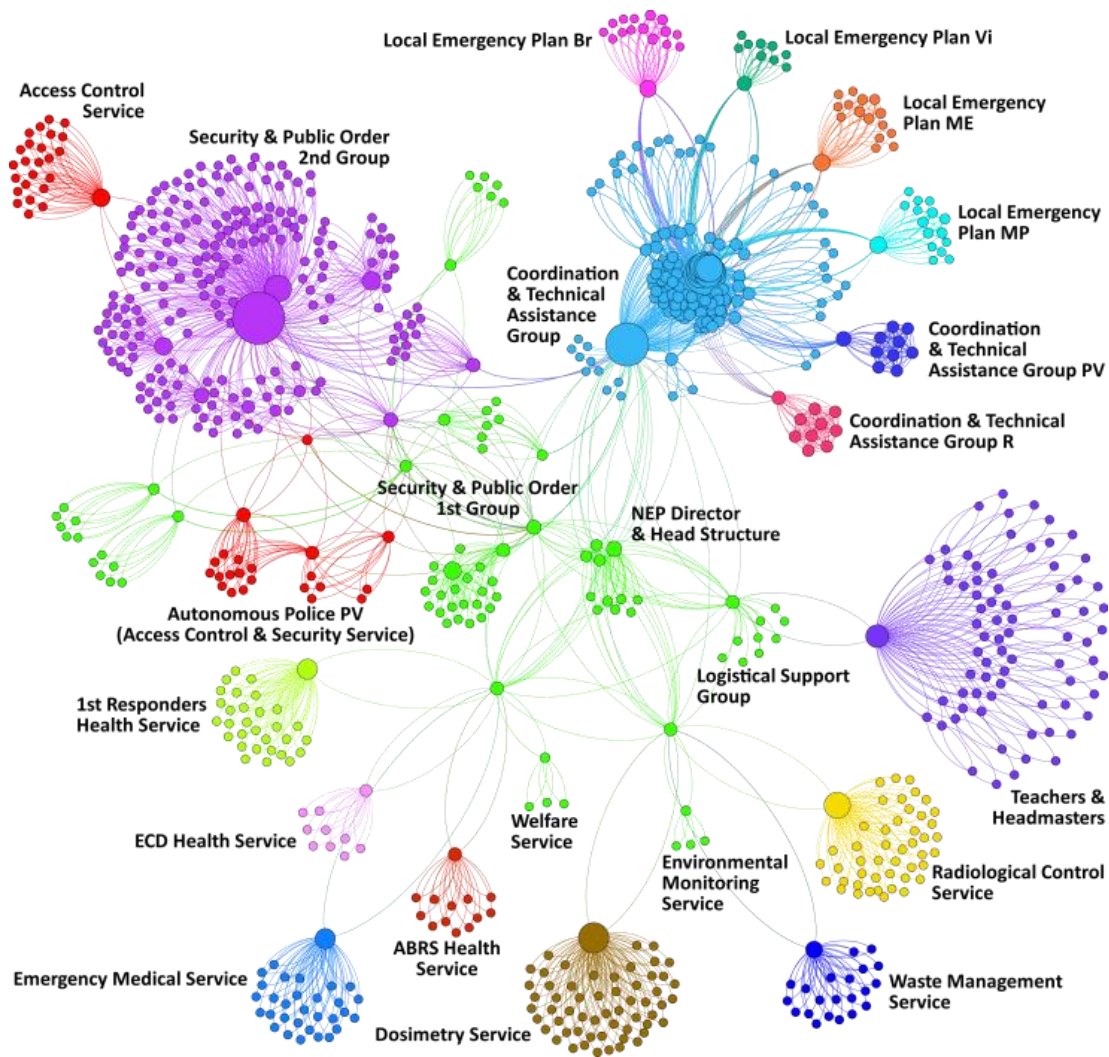 Local Emergency Plan Br
Local Emergency Plan Vi
Access Control
Service
Security & Public Order
2nd Group
Local Emergency
Plan ME
Local Emergency
Plan MP
Coordination
& Technical
Assistance
Group
Coordination
& Technical
Assistance Group PV
Coordination & Technical
Assistance Group R
Security & Public Order
1st Group
NEP Director
& Head Structure
Autonomous Police PV
(Access Control & Security Service)
1st Responders
Health Service
Logistical Support
Group
Teachers &
Headmasters
ECD Health Service
Welfare
Service
Environmental
Monitoring
Service
Radiological Control
Service
ABRS Health
Service
Emergency Medical Service
Dosimetry Service
Waste Management
Service